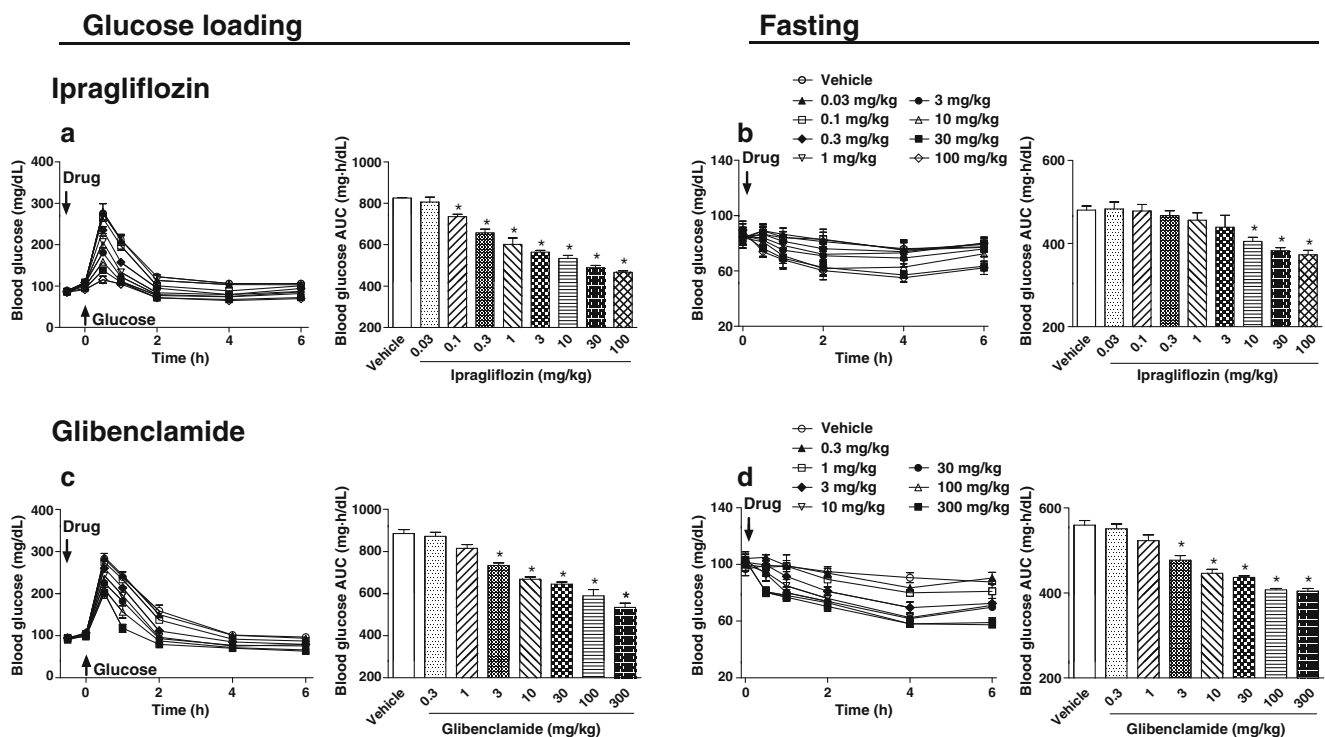 Glucose loading
Fasting
Ipragliflozin
Vehicle
0.03 mg/kg
3 mg/kg
0.1 mg/kg
10 mg/kg
0.3 mg/kg
30 mg/kg
1 mg/kg
100 mg/kg
a
Blood glucose (mg/dL)
400
300
200
100
0
Drug
Glucose
0 2 4 6
Time (h)
Blood glucose AUC (mg·h/dL)
1000
800
600
400
200
* * * * * * *
Vehicle 0.03 0.1 0.3 1 3 10 30 100
Ipragliflozin (mg/kg)
b
Blood glucose (mg/dL)
140
100
60
20
Drug
0 2 4 6
Time (h)
Blood glucose AUC (mg·h/dL)
600
400
200
* * *
Vehicle 0.03 0.1 0.3 1 3 10 30 100
Ipragliflozin (mg/kg)
Glibenclamide
Vehicle
0.3 mg/kg
1 mg/kg
30 mg/kg
3 mg/kg
100 mg/kg
10 mg/kg
300 mg/kg
c
Blood glucose (mg/dL)
400
300
200
100
0
Drug
Glucose
0 2 4 6
Time (h)
Blood glucose AUC (mg·h/dL)
1000
800
600
400
200
* * * * *
Vehicle 0.3 1 3 10 30 100 300
Glibenclamide (mg/kg)
d
Blood glucose (mg/dL)
140
100
60
20
Drug
0 2 4 6
Time (h)
Blood glucose AUC (mg·h/dL)
600
400
200
* * * * *
Vehicle 0.3 1 3 10 30 100 300
Glibenclamide (mg/kg)